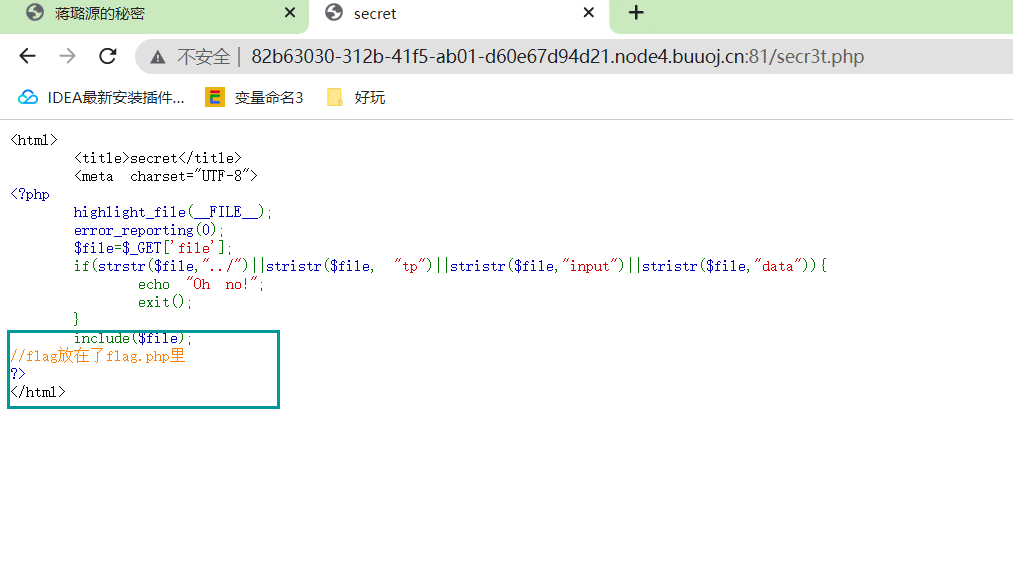 蒋璐源的秘密
secret
不安全 | 82b63030-312b-41f5-ab01-d60e67d94d21.node4.buuoj.cn:81/secr3t.php
IDEA最新安装插件... E 变量命名3 好玩
<html>
<title>secret</title>
<meta charset="UTF-8">
<?php
highlight_file(__FILE__);
error_reporting(0);
$file=$_GET['file'];
if(strstr($file,"../")||stristr($file, "tp")||stristr($file,"input")||stristr($file,"data")){
echo "Oh no!";
exit();
}
include($file);
//flag放在了flag.php里
?>
</html>